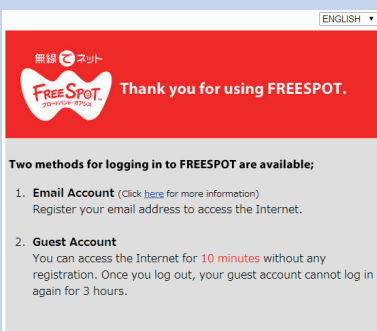 ENGLISH
無線でネット
FREESPOT
ブロードバンド・オアシス
Thank you for using FREESPOT.
Two methods for logging in to FREESPOT are available;
1. Email Account (Click here for more information)
Register your email address to access the Internet.
2. Guest Account
You can access the Internet for 10 minutes without any
registration. Once you log out, your guest account cannot log in
again for 3 hours.